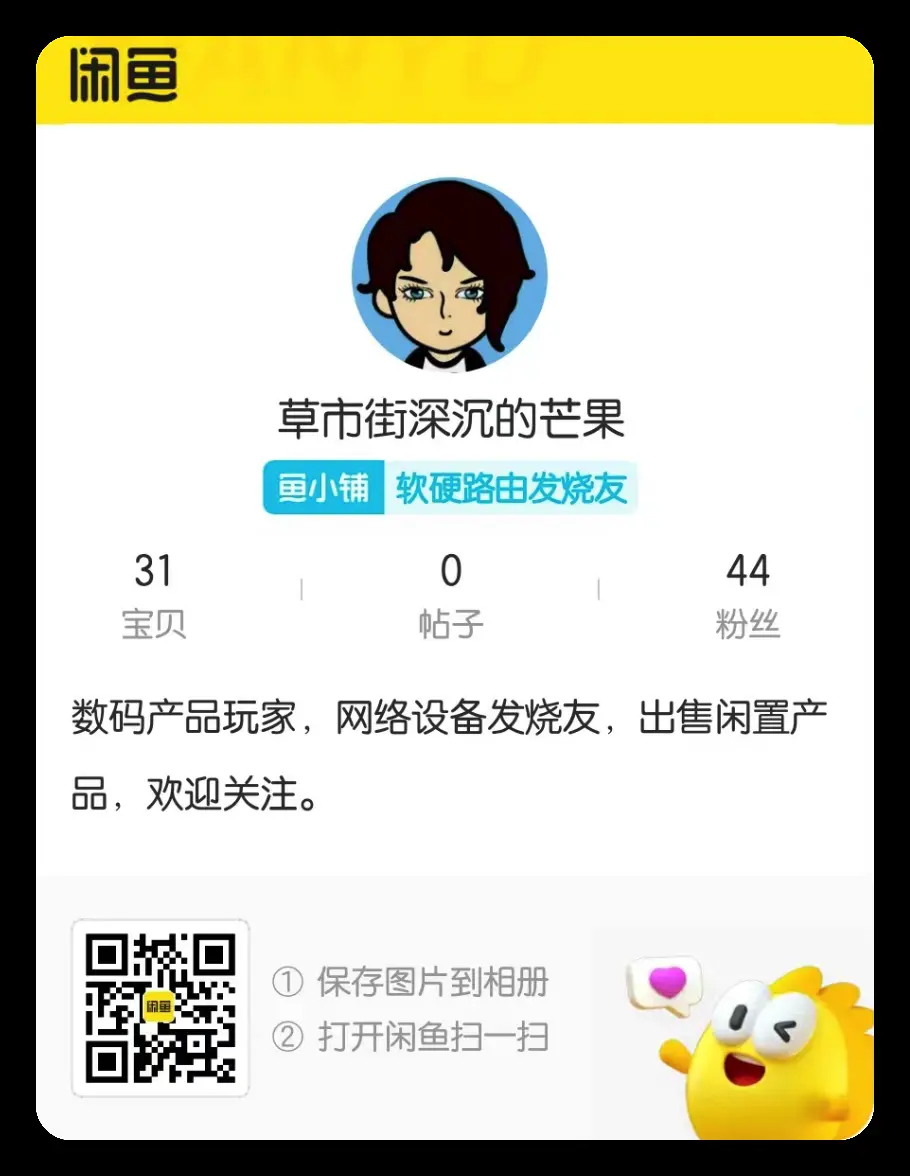 闲鱼
草市街深沉的芒果
鱼小铺 软硬路由发烧友
31 0 44
宝贝 帖子 粉丝
数码产品玩家，网络设备发烧友，出售闲置产
品，欢迎关注。
闲鱼
① 保存图片到相册
② 打开闲鱼扫一扫